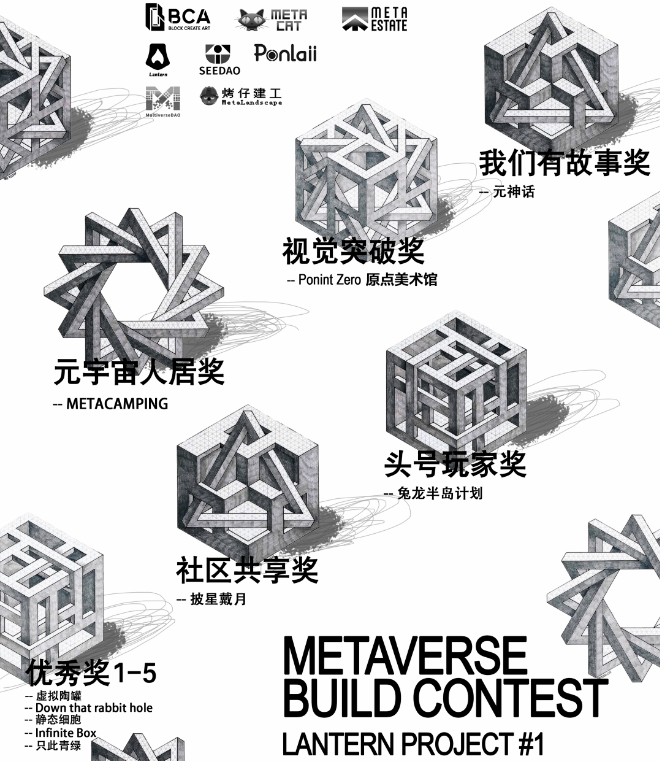 BCA
BLOCK CREATE ART
META
CAT
META
ESTATE
Lantern
SEEDAO
Ponlaii
MetaverseDAO
烤仔建工
MetaLandscape
我们有故事奖
-- 元神话
视觉突破奖
-- Ponint Zero 原点美术馆
元宇宙人居奖
-- METACAMPING
头号玩家奖
-- 兔龙半岛计划
社区共享奖
-- 披星戴月
优秀奖1-5
-- 虚拟陶罐
-- Down that rabbit hole
-- 静态细胞
-- Infinite Box
-- 只此青绿
METAVERSE
BUILD CONTEST
LANTERN PROJECT #1